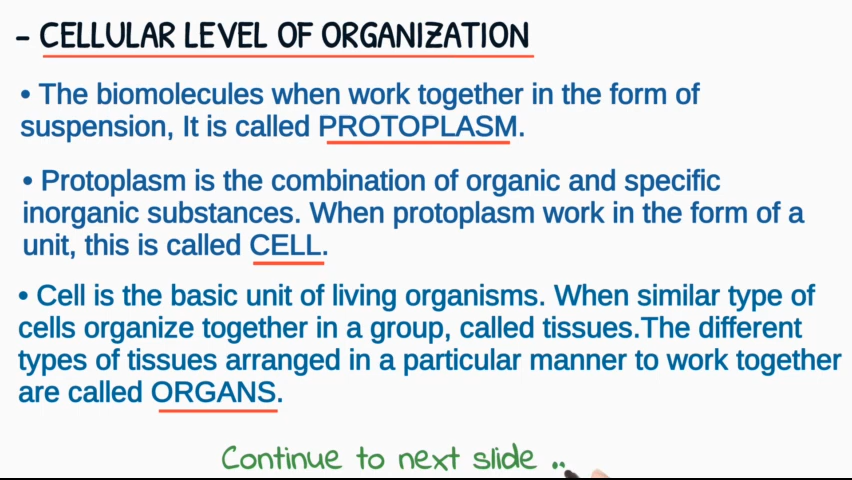 - CELLULAR LEVEL OF ORGANIZATION
• The biomolecules when work together in the form of
suspension, It is called PROTOPLASM.
• Protoplasm is the combination of organic and specific
inorganic substances. When protoplasm work in the form of a
unit, this is called CELL.
• Cell is the basic unit of living organisms. When similar type of
cells organize together in a group, called tissues.The different
types of tissues arranged in a particular manner to work together
are called ORGANS.
Continue to next slide ..